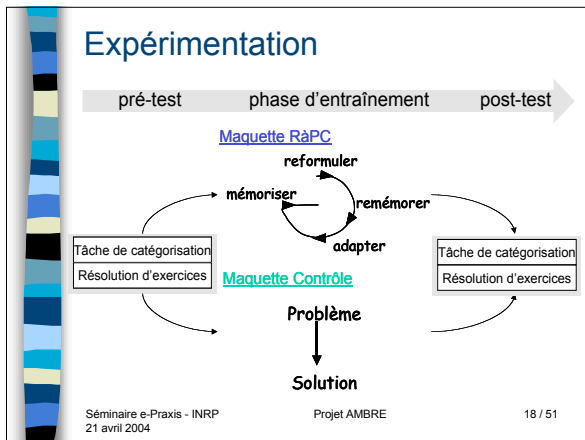 Expérimentation
pré-test phase d'entraînement post-test
Maquette RàPC
reformuler
mémoriser
remémorer
adapter
Tâche de catégorisation
Résolution d'exercices
Tâche de catégorisation
Résolution d'exercices
Maquette Contrôle
Problème
Solution
Séminaire e-Praxis - INRP Projet AMBRE 18 / 51
21 avril 2004